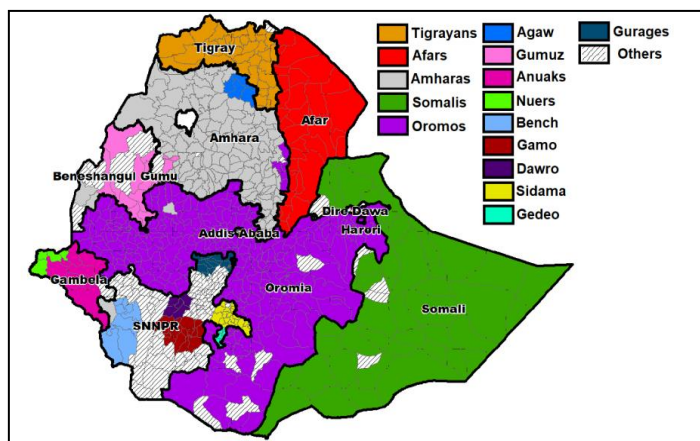 Tigrayans
Afars
Amharas
Somalis
Oromos
Agaw
Gumuz
Anuaks
Nuers
Bench
Gamo
Dawro
Sidama
Gedeo
Gurages
Others
Tigray
Afar
Amhara
Beneshangul Gumu
Dire Dawa
Addis Ababa
Harari
Gambela
Oromia
Somali
SNNPR